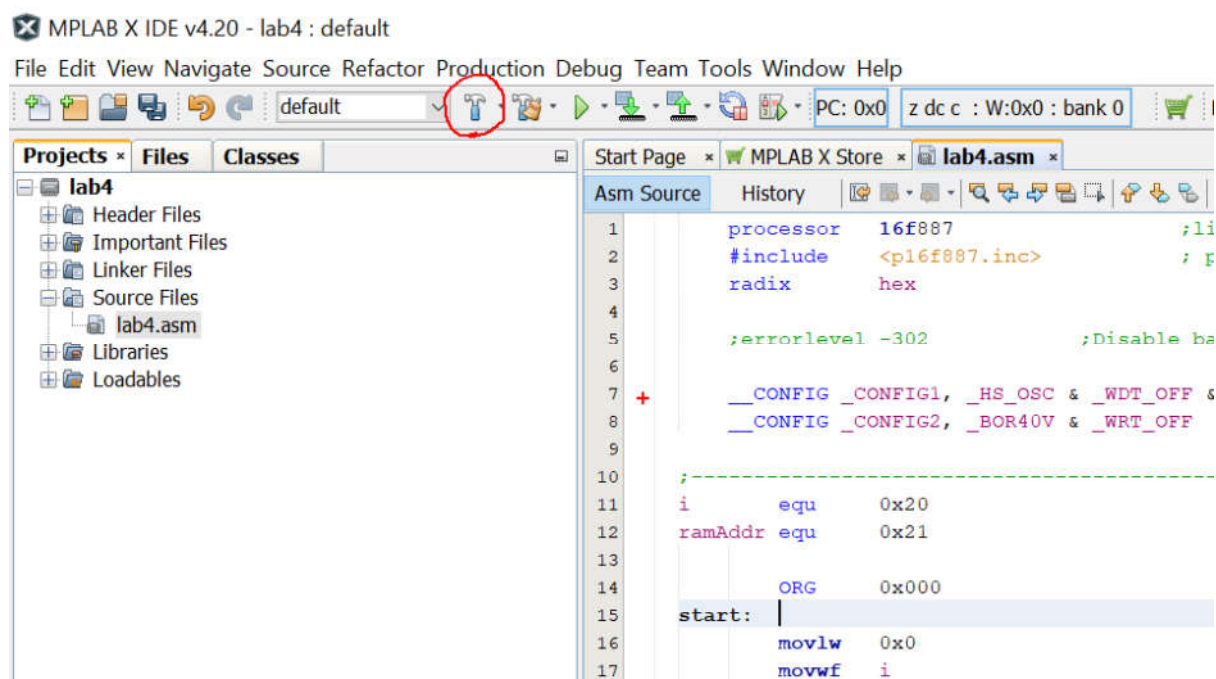 MPLAB X IDE v4.20 - lab4 : default
File Edit View Navigate Source Refactor Production Debug Team Tools Window Help
default PC: 0x0 z dc c : W:0x0 : bank 0
Projects × Files Classes
Start Page × MPLAB X Store × lab4.asm ×
Asm Source History
lab4
Header Files
Important Files
Linker Files
Source Files
lab4.asm
Libraries
Loadables
1 processor 16f887 ;li
2 #include <p16f887.inc> ; p
3 radix hex
4
5 ;errorlevel -302 ;Disable ba
6
7 + __CONFIG _CONFIG1, _HS_OSC & _WDT_OFF &
8 __CONFIG _CONFIG2, _BOR40V & _WRT_OFF
9
10 ;------------------------------------------
11 i equ 0x20
12 ramAddr equ 0x21
13
14 ORG 0x000
15 start:
16 movlw 0x0
17 movwf i